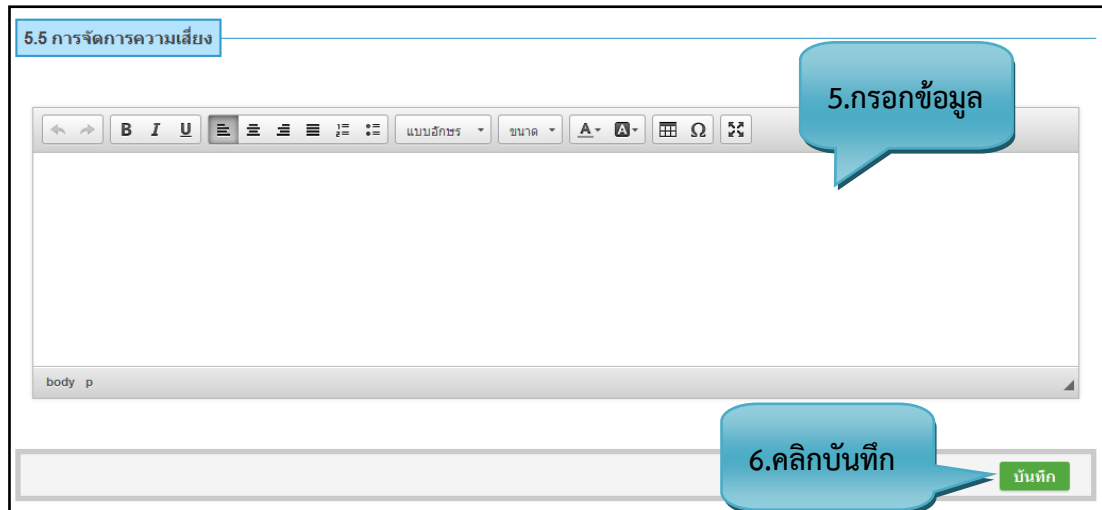 5.5 การจัดการความเสี่ยง
5.กรอกข้อมูล
B I U แบบอักษร ขนาด A A Ω
body p
6.คลิกบันทึก
บันทึก